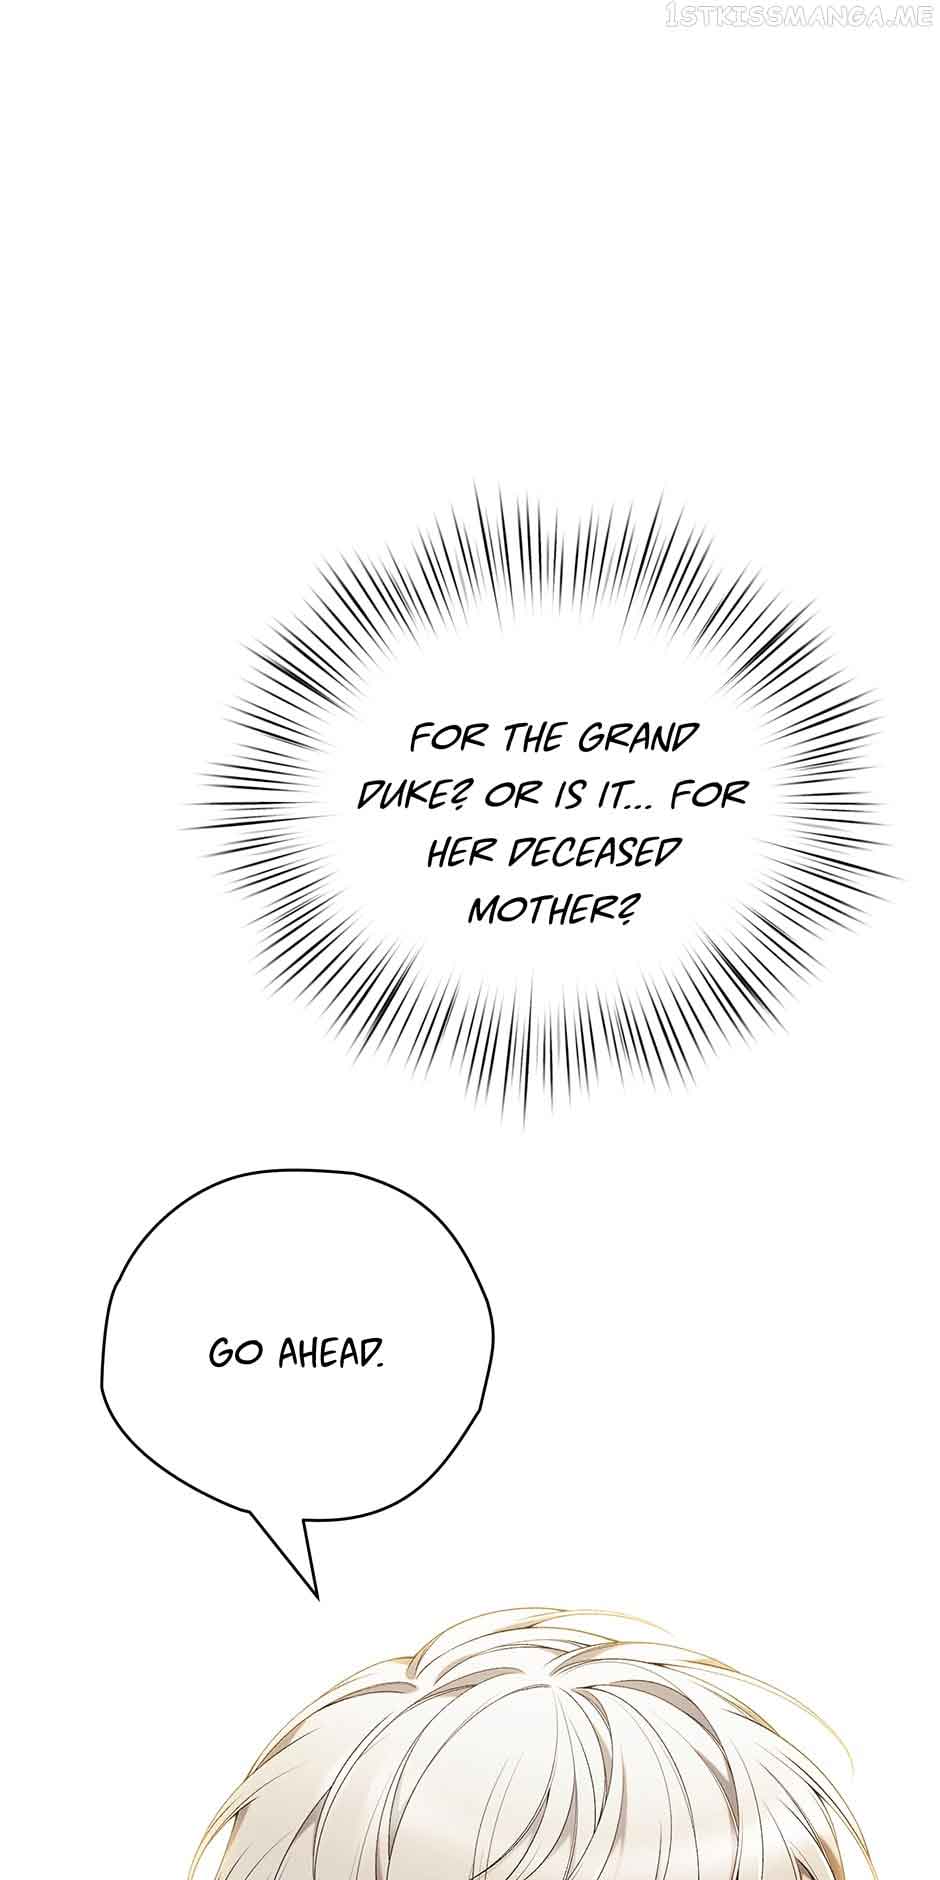 1STKISSMANGA.ME
FOR THE GRAND
DUKE? OR IS IT... FOR
HER DECEASED
MOTHER?
GO AHEAD.